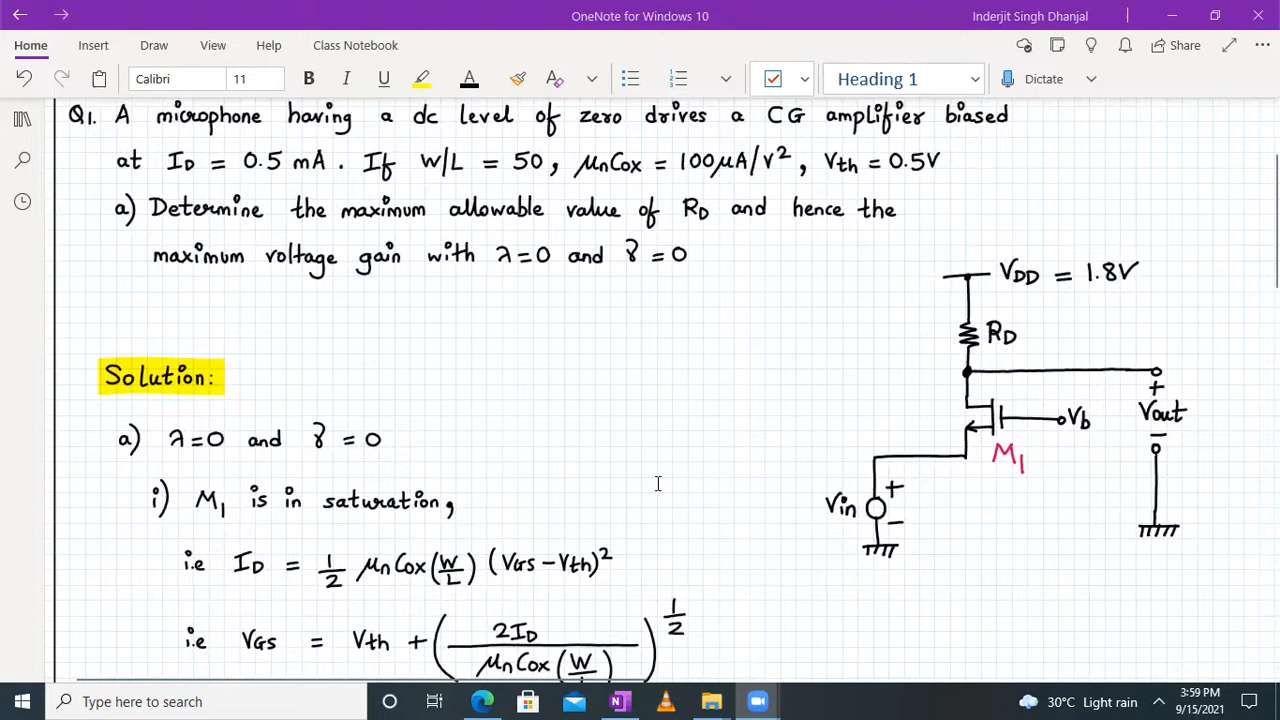 OneNote for Windows 10
Inderjit Singh Dhanjal
Home Insert Draw View Help Class Notebook
Share
Calibri 11 B I U A Heading 1 Dictate
Q1. A microphone having a dc level of zero drives a CG amplifier biased
at ID = 0.5 mA. If W/L = 50, μnCox = 100μA/V², Vth = 0.5V
a) Determine the maximum allowable value of RD and hence the
maximum voltage gain with λ=0 and γ=0
VDD = 1.8V
RD
Solution:
Vb
+
Vout
−
M1
a) λ=0 and γ=0
i) M1 is in saturation,
Vin
+
−
i.e ID = 1/2 μnCox(W/L) (VGS−Vth)²
i.e VGS = Vth + (2ID / μnCox(W/L))^1/2
Type here to search
30°C Light rain
3:59 PM
9/15/2021